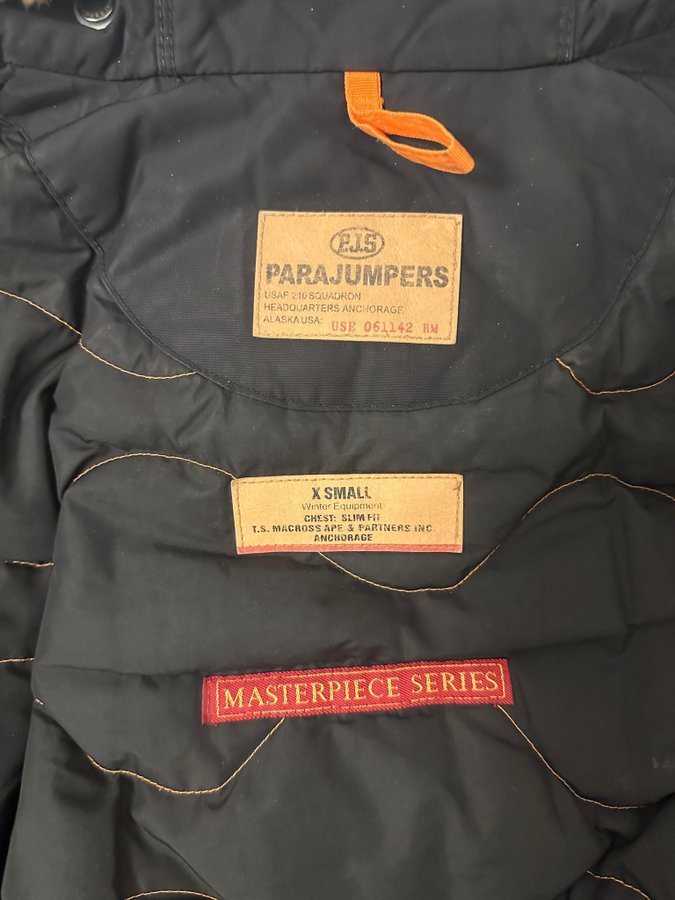 P.J.S
PARAJUMPERS
USAF 210 SQUADRON
HEADQUARTERS ANCHORAGE
ALASKA USA: USE 061142 RM
X SMALL
Winter Equipment
CHEST: SLIM FIT
T.S. MACROSS APE & PARTNERS INC.
ANCHORAGE
MASTERPIECE SERIES